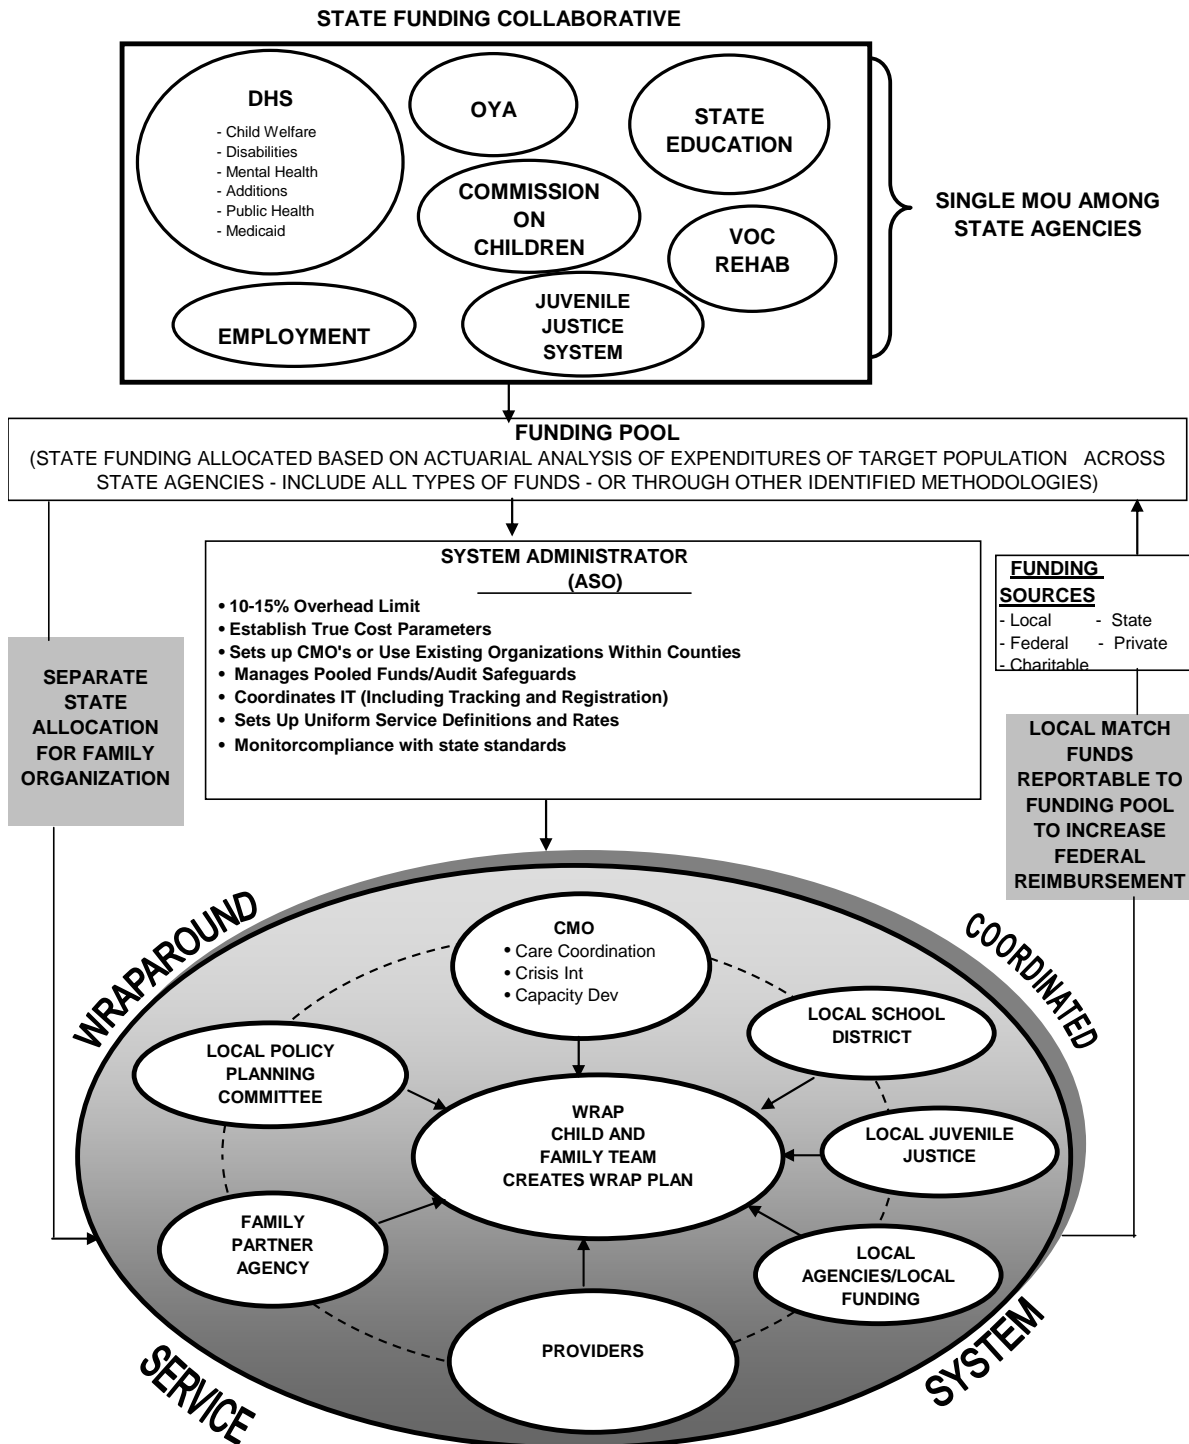 STATE FUNDING COLLABORATIVE
DHS
- Child Welfare
- Disabilities
- Mental Health
- Additions
- Public Health
- Medicaid
OYA
STATE
EDUCATION
COMMISSION
ON
CHILDREN
VOC
REHAB
EMPLOYMENT
JUVENILE
JUSTICE
SYSTEM
SINGLE MOU AMONG
STATE AGENCIES
FUNDING POOL
(STATE FUNDING ALLOCATED BASED ON ACTUARIAL ANALYSIS OF EXPENDITURES OF TARGET POPULATION ACROSS
STATE AGENCIES - INCLUDE ALL TYPES OF FUNDS - OR THROUGH OTHER IDENTIFIED METHODOLOGIES)
SYSTEM ADMINISTRATOR
(ASO)
• 10-15% Overhead Limit
• Establish True Cost Parameters
• Sets up CMO's or Use Existing Organizations Within Counties
• Manages Pooled Funds/Audit Safeguards
• Coordinates IT (Including Tracking and Registration)
• Sets Up Uniform Service Definitions and Rates
• Monitorcompliance with state standards
FUNDING
SOURCES
- Local - State
- Federal - Private
- Charitable
SEPARATE
STATE
ALLOCATION
FOR FAMILY
ORGANIZATION
LOCAL MATCH
FUNDS
REPORTABLE TO
FUNDING POOL
TO INCREASE
FEDERAL
REIMBURSEMENT
WRAPAROUND
COORDINATED
CMO
• Care Coordination
• Crisis Int
• Capacity Dev
LOCAL SCHOOL
DISTRICT
LOCAL POLICY
PLANNING
COMMITTEE
WRAP
CHILD AND
FAMILY TEAM
CREATES WRAP PLAN
LOCAL JUVENILE
JUSTICE
FAMILY
PARTNER
AGENCY
LOCAL
AGENCIES/LOCAL
FUNDING
PROVIDERS
SERVICE
SYSTEM